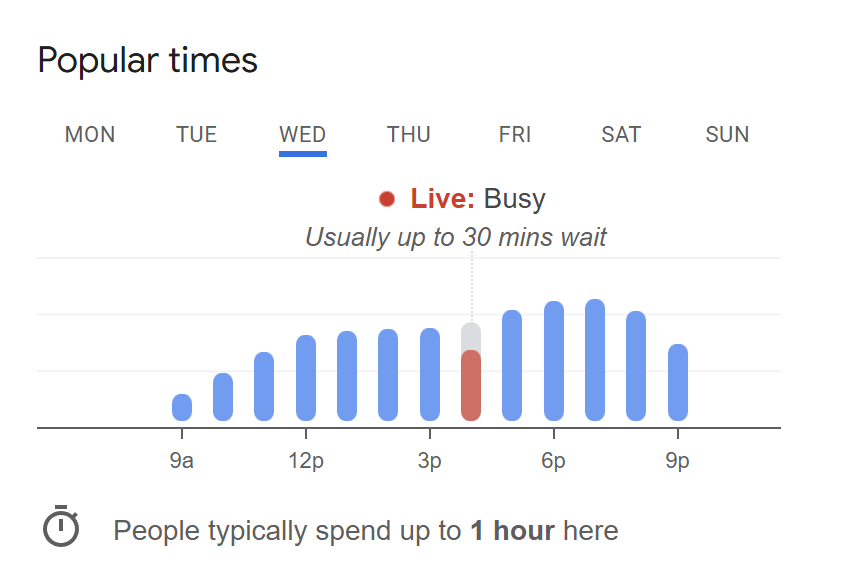 Popular times
MON TUE WED THU FRI SAT SUN
Live: Busy
Usually up to 30 mins wait
9a 12p 3p 6p 9p
People typically spend up to 1 hour here